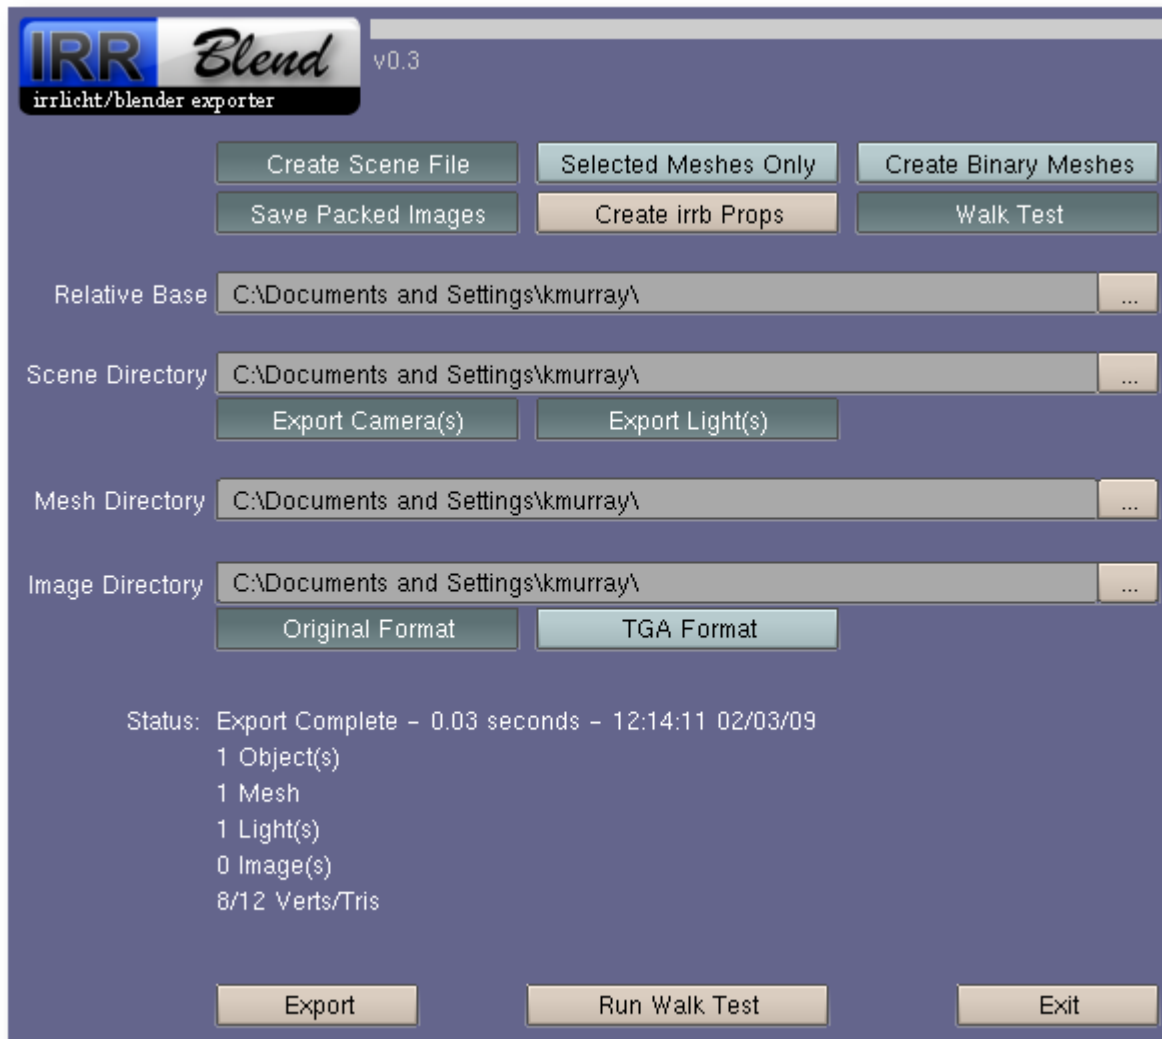 IRR Blend
irrlicht/blender exporter
v0.3
Create Scene File Selected Meshes Only Create Binary Meshes
Save Packed Images Create irrb Props Walk Test
Relative Base C:\Documents and Settings\kmurray\ ...
Scene Directory C:\Documents and Settings\kmurray\ ...
Export Camera(s) Export Light(s)
Mesh Directory C:\Documents and Settings\kmurray\ ...
Image Directory C:\Documents and Settings\kmurray\ ...
Original Format TGA Format
Status: Export Complete – 0.03 seconds – 12:14:11 02/03/09
1 Object(s)
1 Mesh
1 Light(s)
0 Image(s)
8/12 Verts/Tris
Export Run Walk Test Exit